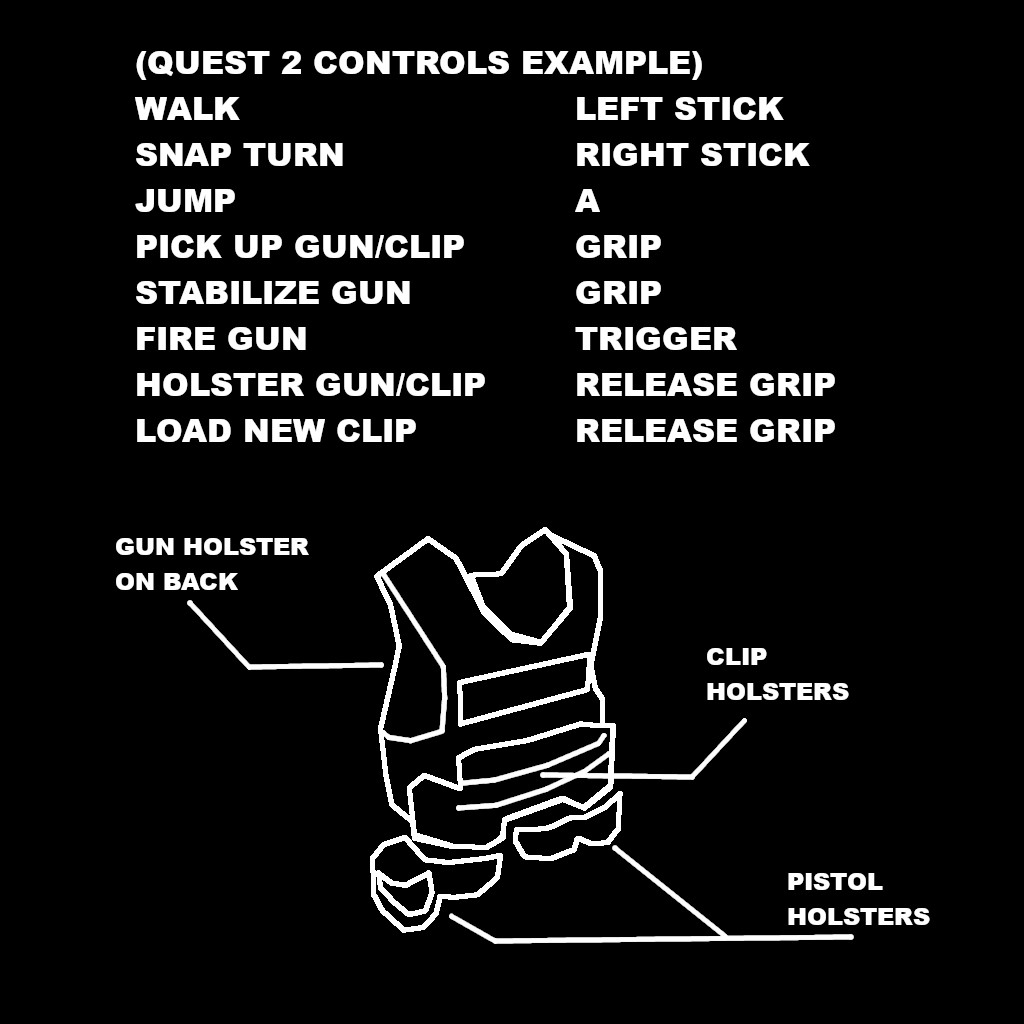 (QUEST 2 CONTROLS EXAMPLE)
WALK LEFT STICK
SNAP TURN RIGHT STICK
JUMP A
PICK UP GUN/CLIP GRIP
STABILIZE GUN GRIP
FIRE GUN TRIGGER
HOLSTER GUN/CLIP RELEASE GRIP
LOAD NEW CLIP RELEASE GRIP
GUN HOLSTER
ON BACK
CLIP
HOLSTERS
PISTOL
HOLSTERS